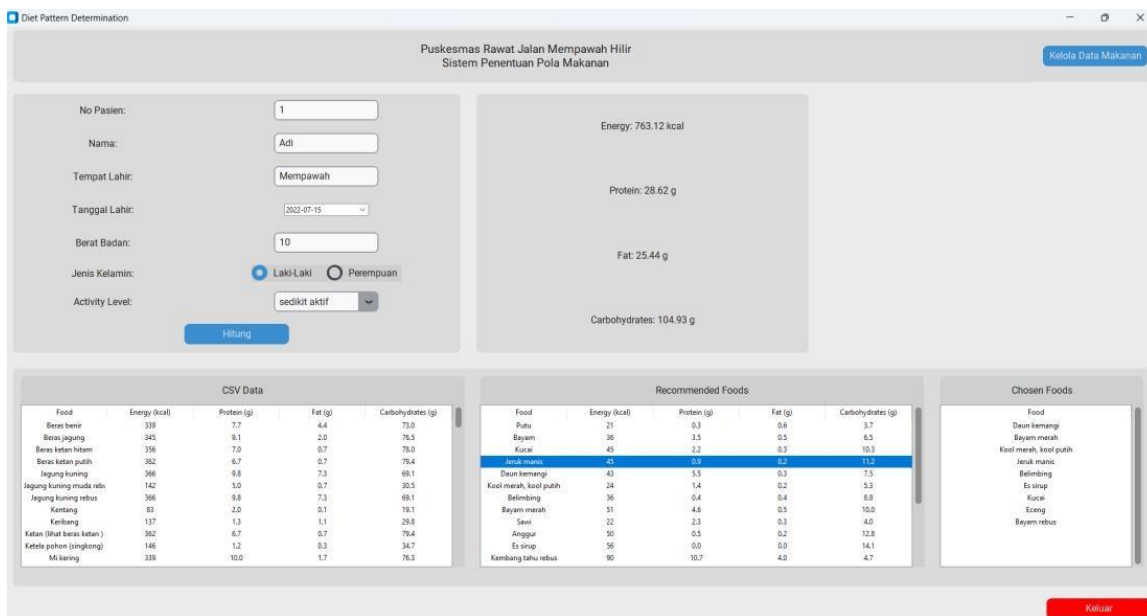 Diet Pattern Determination
Puskesmas Rawat Jalan Mempawah Hilir
Sistem Penentuan Pola Makanan
Kelola Data Makanan
No Pasien: 1
Nama: Adi
Tempat Lahir: Mempawah
Tanggal Lahir: 2022-07-15
Berat Badan: 10
Jenis Kelamin: Laki-Laki Perempuan
Activity Level: sedikit aktif
Hitung
Energy: 763.12 kcal
Protein: 28.62 g
Fat: 25.44 g
Carbohydrates: 104.93 g
CSV Data
Food Energy (kcal) Protein (g) Fat (g) Carbohydrates (g)
Beras benir 339 7.7 4.4 73.0
Beras jagung 345 9.1 2.0 76.5
Beras ketan hitam 356 7.0 0.7 78.0
Beras ketan putih 362 6.7 0.7 79.4
Jagung kuning 366 9.8 7.3 69.1
Jagung kuning muda rebu 142 5.0 0.7 30.5
Jagung kuning rebus 366 9.8 7.3 69.1
Kentang 83 2.0 0.1 19.1
Keribang 137 1.3 1.1 29.8
Ketan (lihat beras ketan ) 362 6.7 0.7 79.4
Ketela pohon (singkong) 146 1.2 0.3 34.7
Mi kering 339 10.0 1.7 76.3
Recommended Foods
Food Energy (kcal) Protein (g) Fat (g) Carbohydrates (g)
Putu 21 0.3 0.6 3.7
Bayam 36 3.5 0.5 6.5
Kucai 45 2.2 0.3 10.3
Jeruk manis 45 0.9 0.2 11.2
Daun kemangi 43 5.5 0.3 7.5
Kool merah, kool putih 24 1.4 0.2 5.3
Belimbing 36 0.4 0.4 8.8
Bayam merah 51 4.6 0.5 10.0
Sawi 22 2.3 0.3 4.0
Anggur 50 0.5 0.2 12.8
Es sirup 56 0.0 0.0 14.1
Kembang tahu rebus 90 10.7 4.0 4.7
Chosen Foods
Food
Daun kemangi
Bayam merah
Kool merah, kool putih
Jeruk manis
Belimbing
Es sirup
Kucai
Eceng
Bayam rebus
Keluar